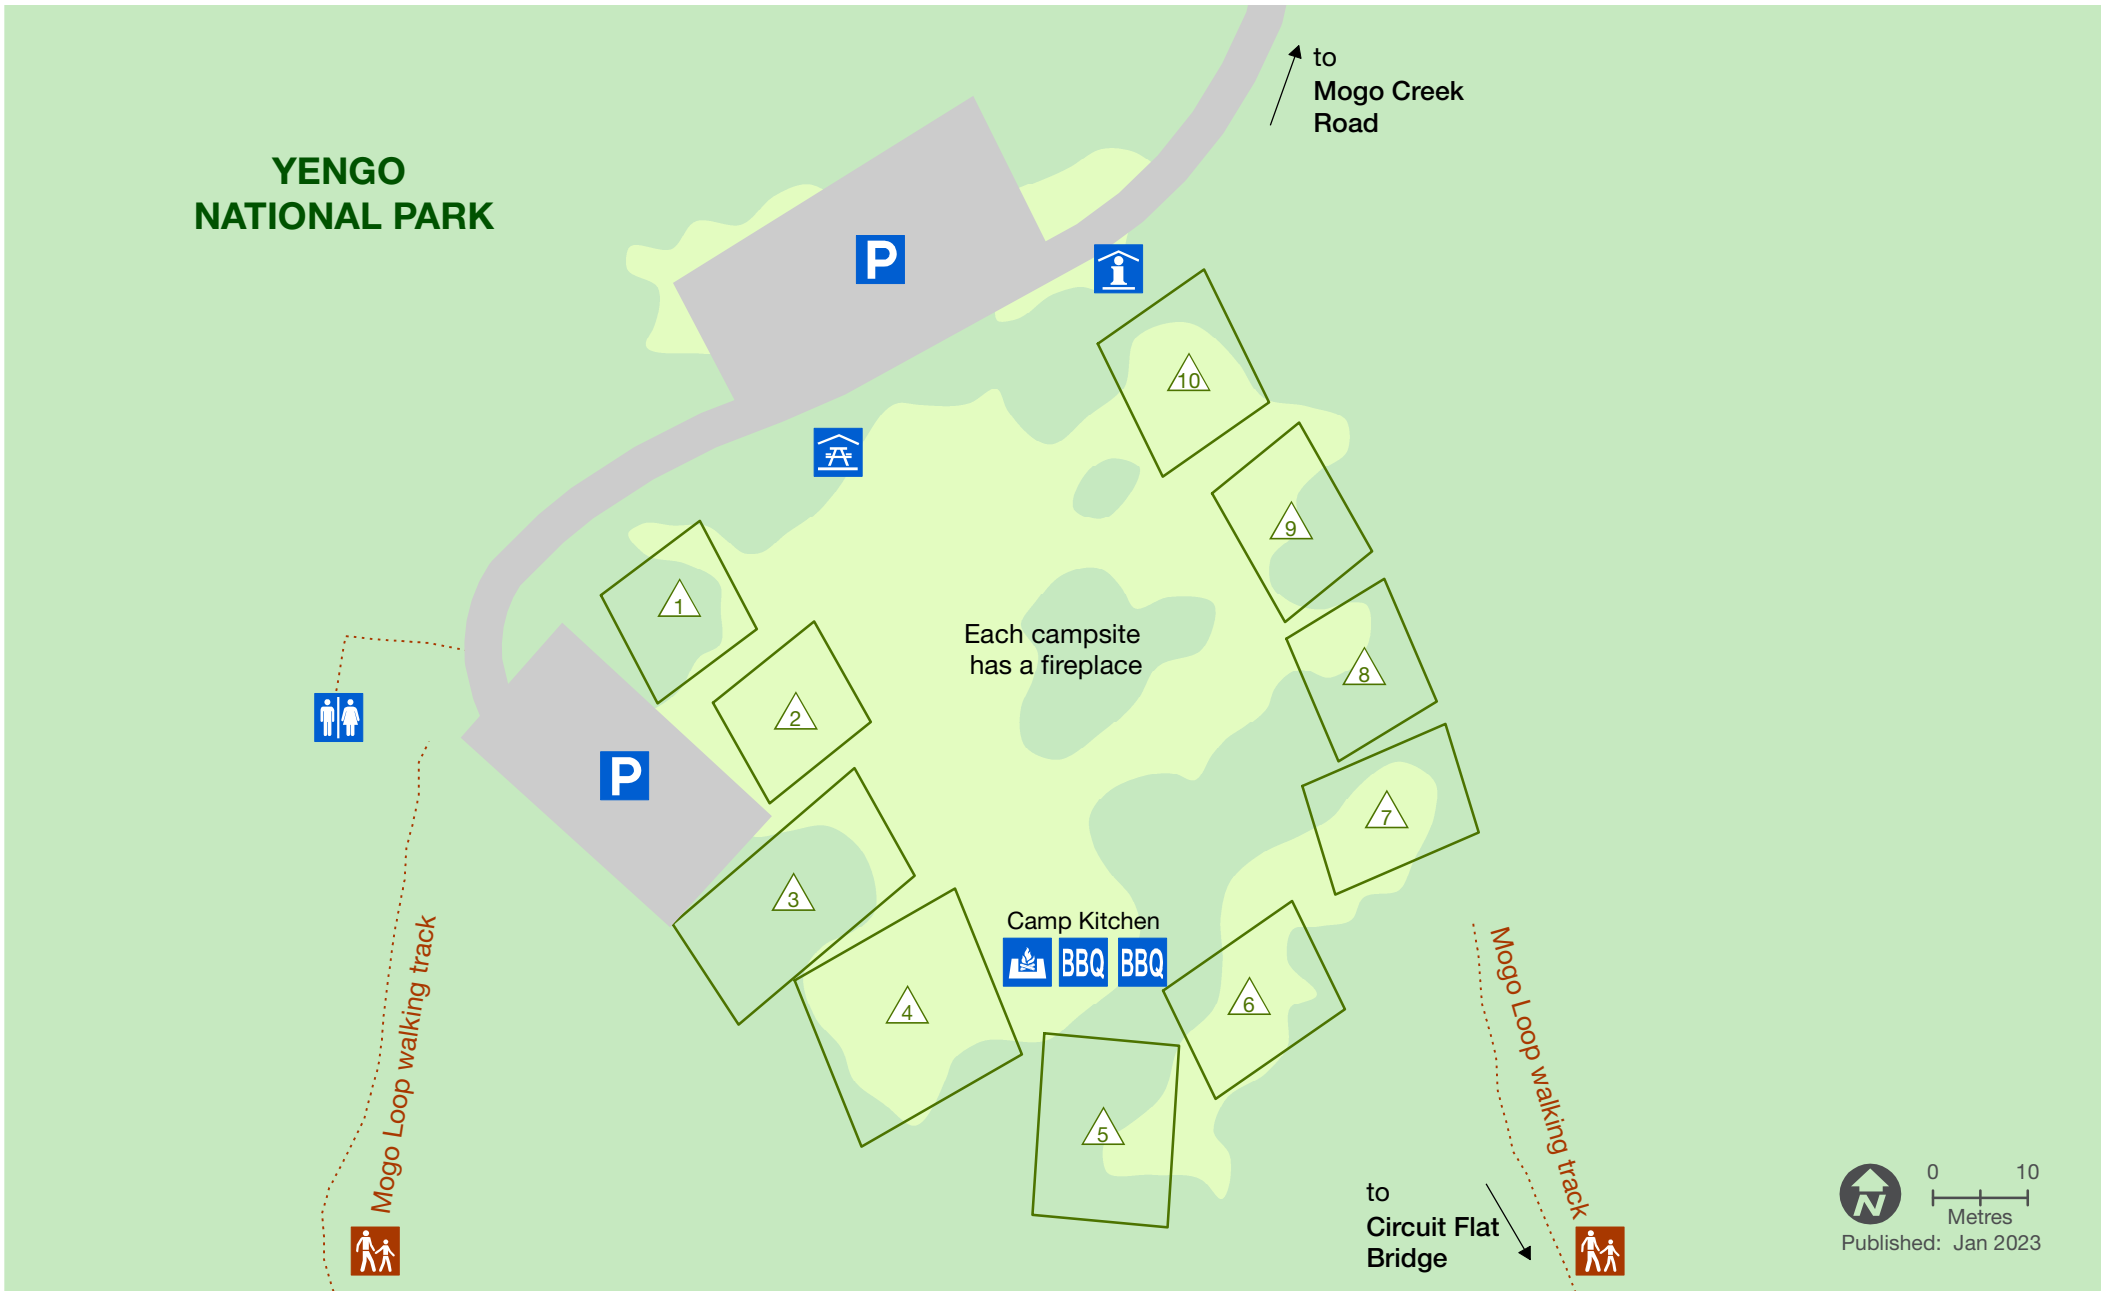 YENGO
NATIONAL PARK
to
Mogo Creek
Road
P
10
9
1
Each campsite
has a fireplace
8
2
P
7
3
Camp Kitchen
BBQ
BBQ
6
4
5
Mogo Loop walking track
Mogo Loop walking track
to
Circuit Flat
Bridge
N
0 10
Metres
Published: Jan 2023